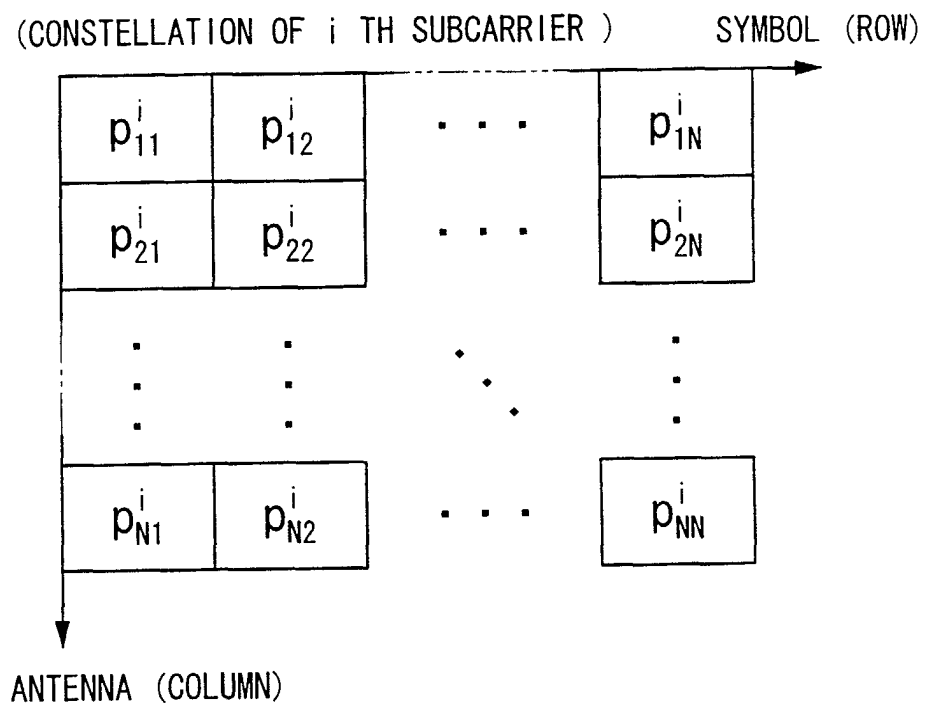 (CONSTELLATION OF i TH SUBCARRIER ) SYMBOL (ROW)
p^i_11 p^i_12 ・・・ p^i_1N
p^i_21 p^i_22 ・・・ p^i_2N
p^i_N1 p^i_N2 ・・・ p^i_NN
ANTENNA (COLUMN)